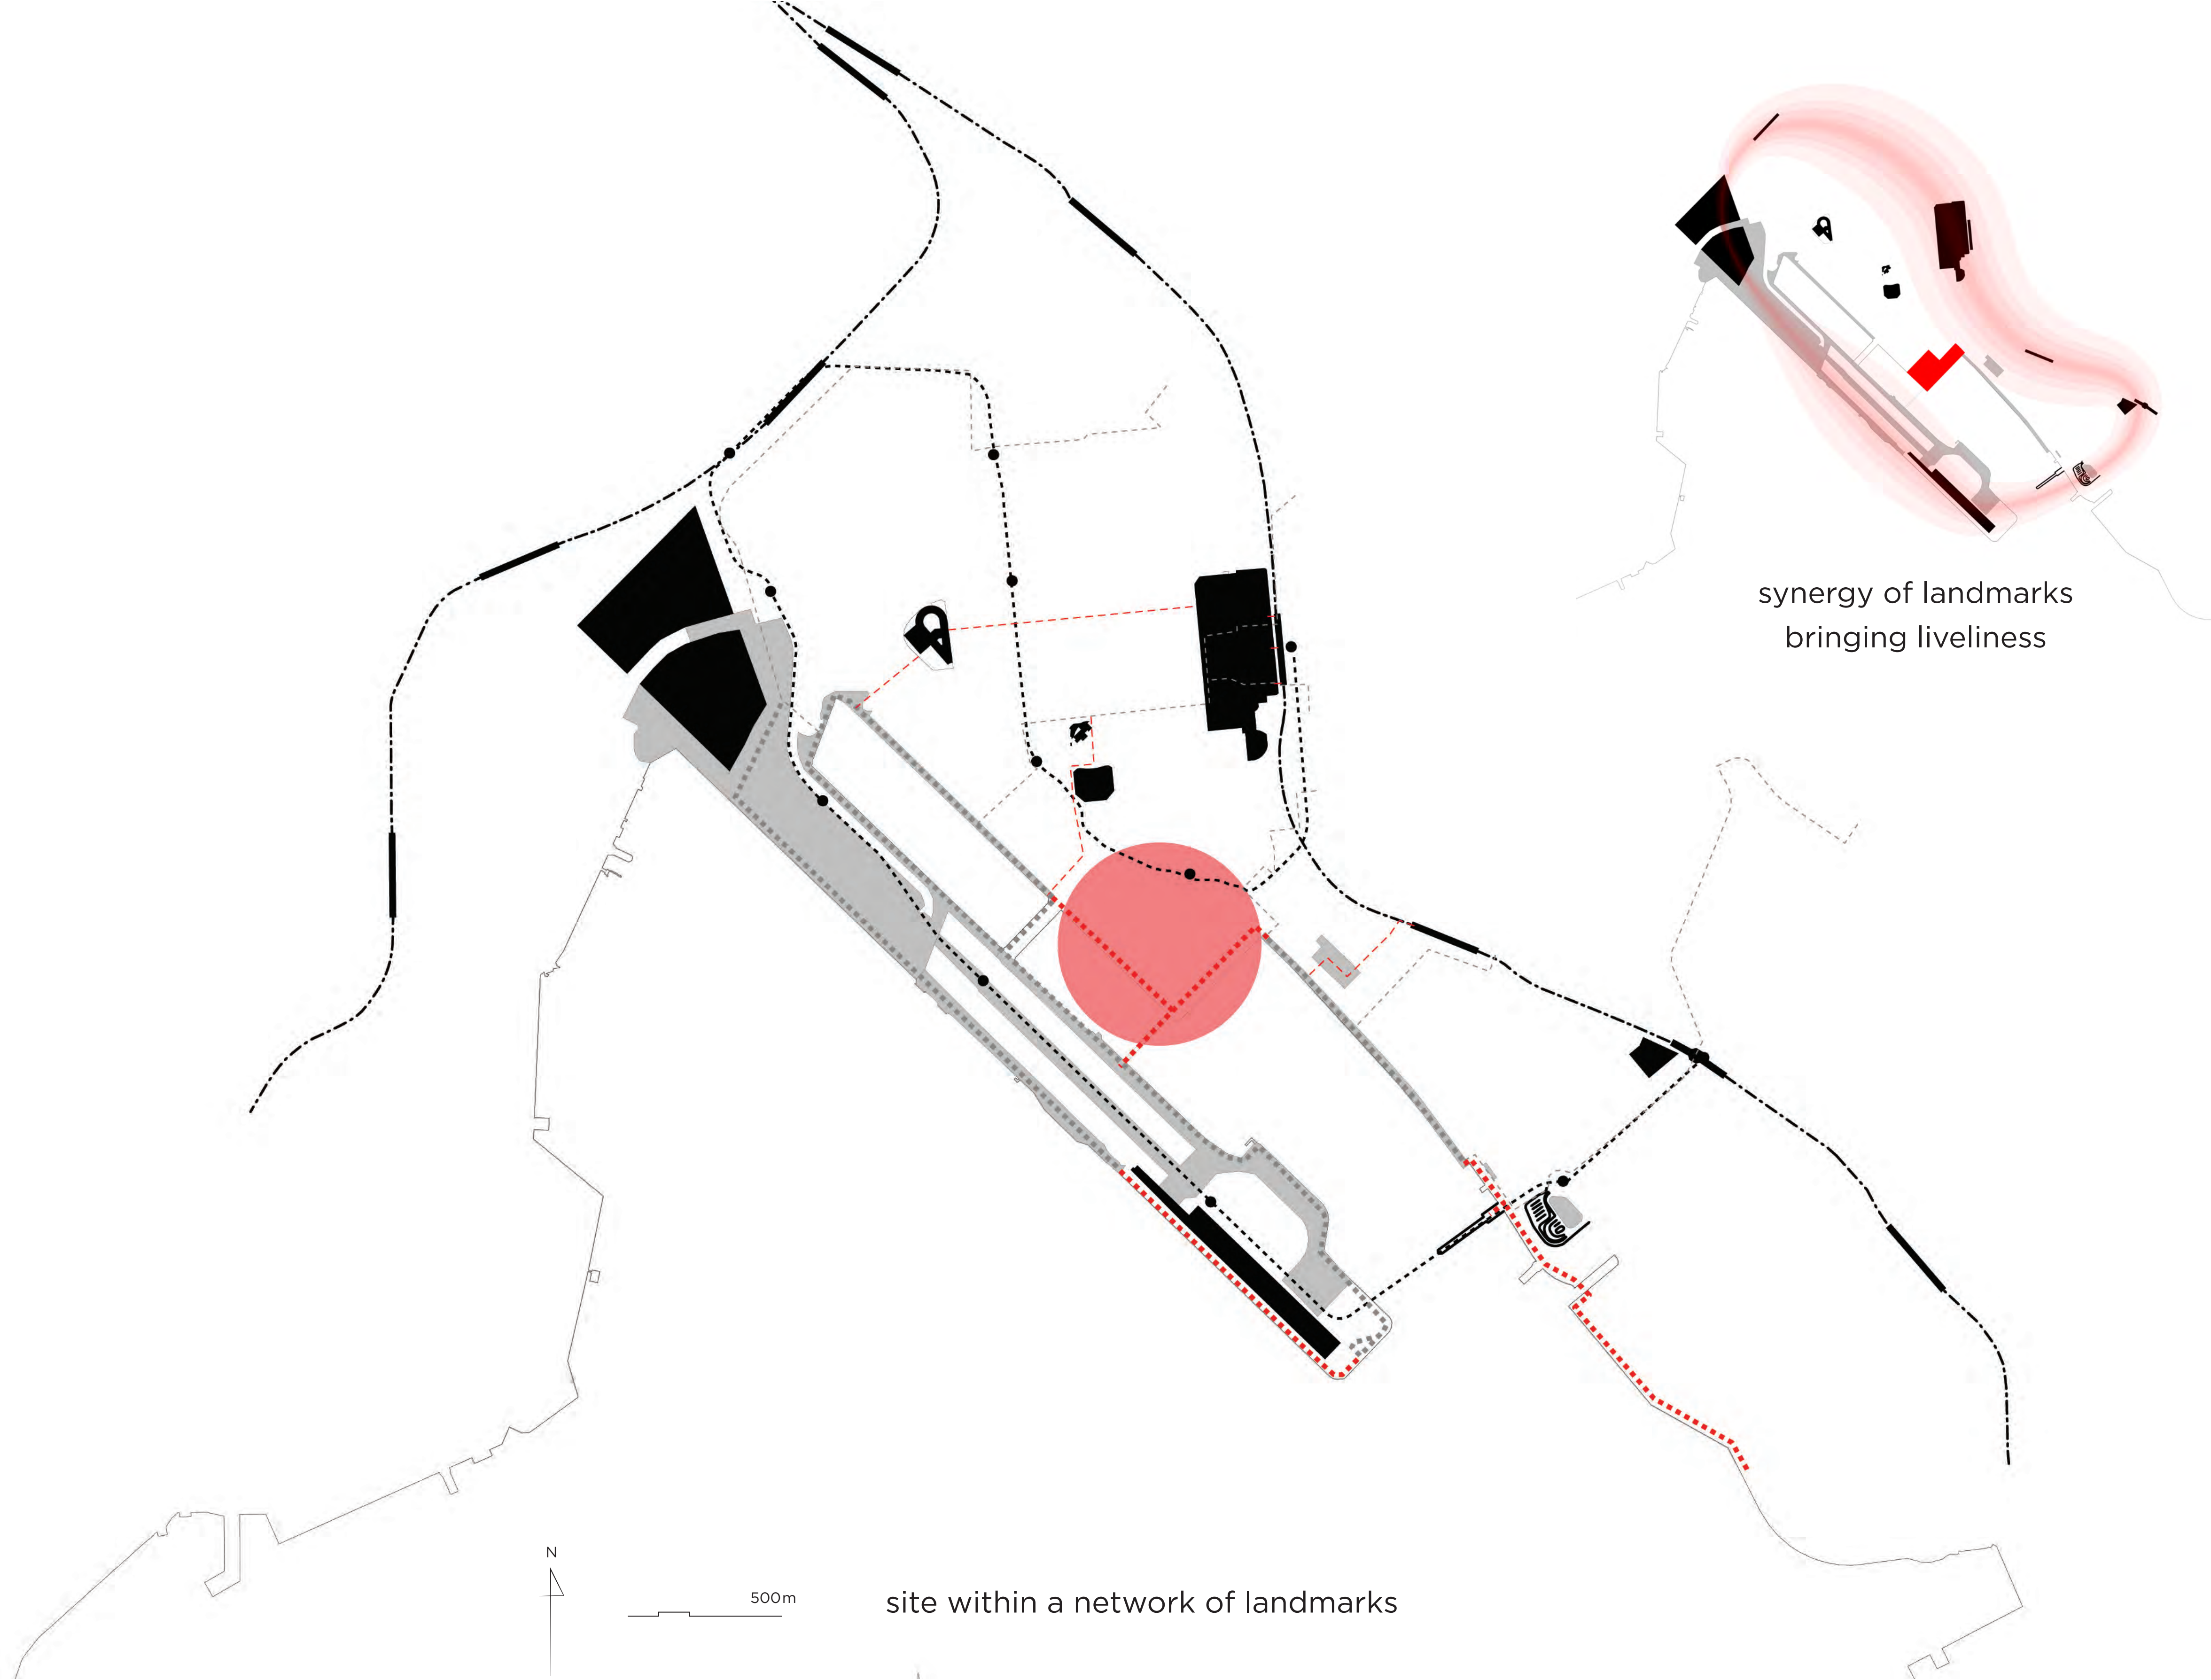 synergy of landmarks
bringing liveliness
N
500m
site within a network of landmarks